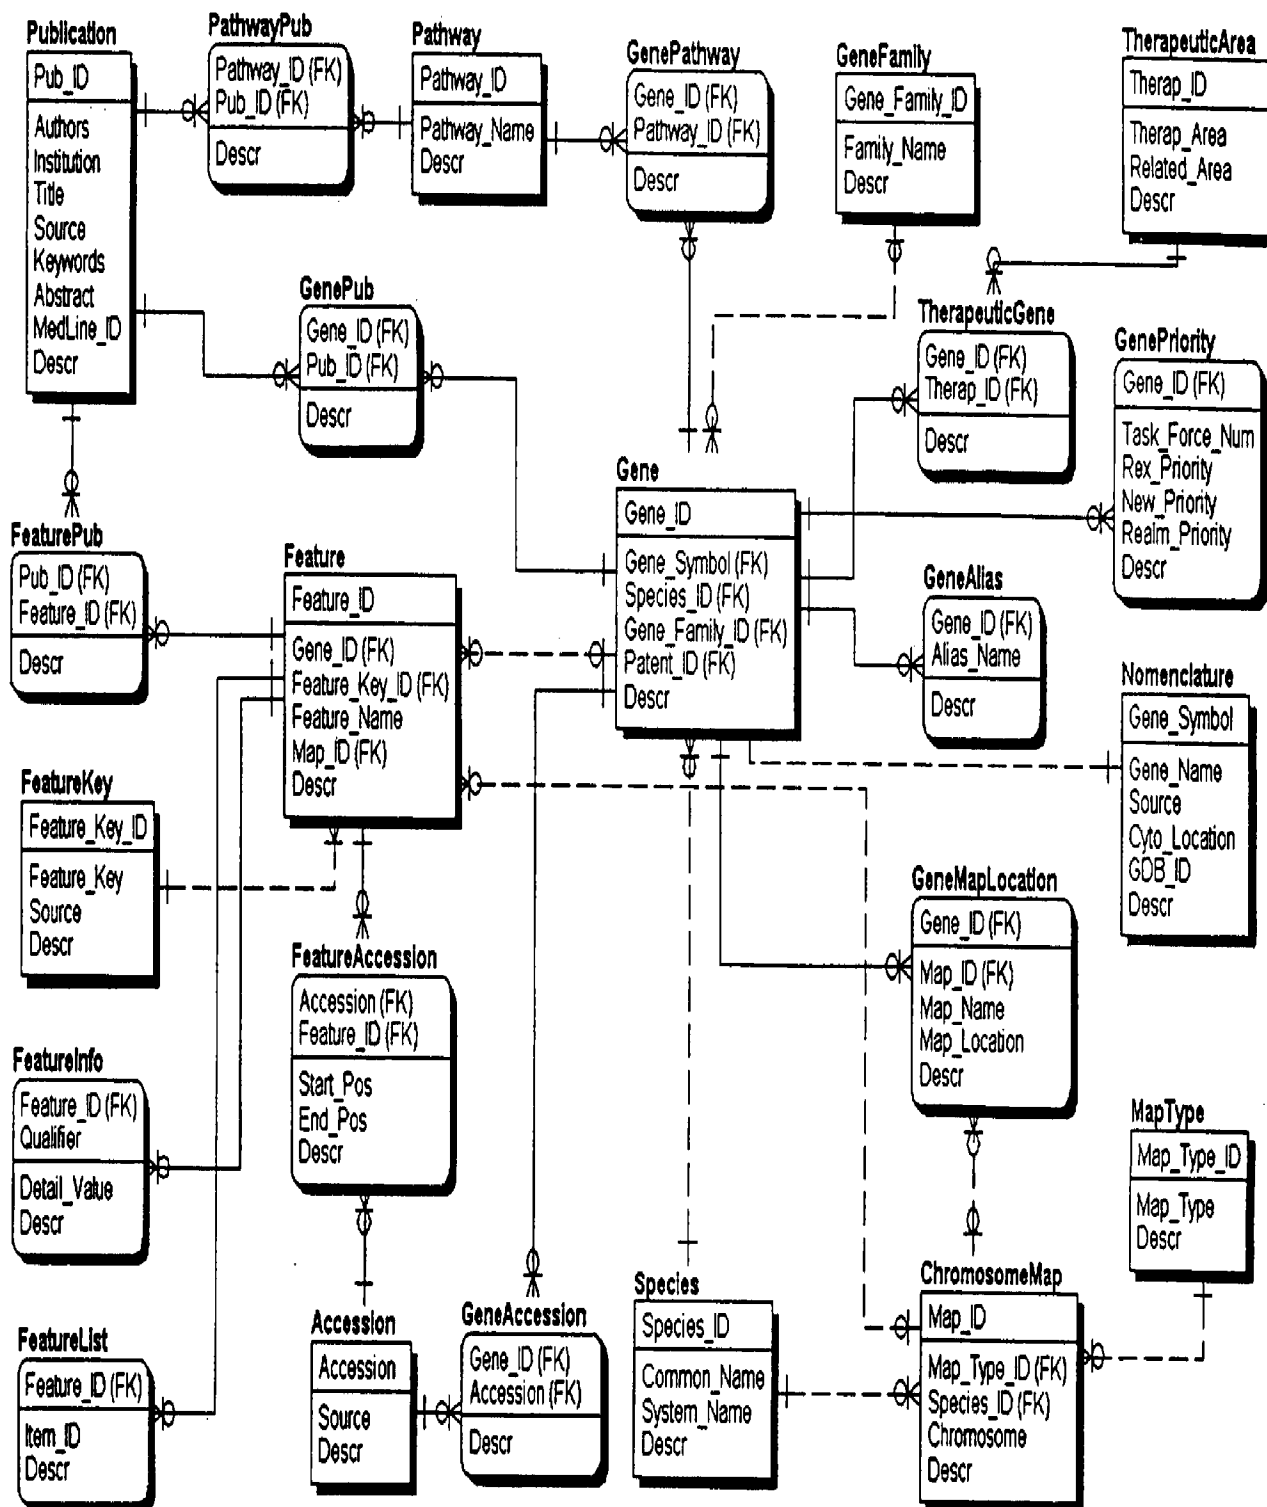 Publication
Pub_ID
Authors
Institution
Title
Source
Keywords
Abstract
MedLine_ID
Descr
PathwayPub
Pathway_ID (FK)
Pub_ID (FK)
Descr
Pathway
Pathway_ID
Pathway_Name
Descr
GenePathway
Gene_ID (FK)
Pathway_ID (FK)
Descr
GeneFamily
Gene_Family_ID
Family_Name
Descr
TherapeuticArea
Therap_ID
Therap_Area
Related_Area
Descr
GenePub
Gene_ID (FK)
Pub_ID (FK)
Descr
TherapeuticGene
Gene_ID (FK)
Therap_ID (FK)
Descr
GenePriority
Gene_ID (FK)
Task_Force_Num
Rex_Priority
New_Priority
Realm_Priority
Descr
Gene
Gene_ID
Gene_Symbol (FK)
Species_ID (FK)
Gene_Family_ID (FK)
Patent_ID (FK)
Descr
FeaturePub
Pub_ID (FK)
Feature_ID (FK)
Descr
Feature
Feature_ID
Gene_ID (FK)
Feature_Key_ID (FK)
Feature_Name
Map_ID (FK)
Descr
GeneAlias
Gene_ID (FK)
Alias_Name
Descr
Nomenclature
Gene_Symbol
Gene_Name
Source
Cyto_Location
GDB_ID
Descr
FeatureKey
Feature_Key_ID
Feature_Key
Source
Descr
GeneMapLocation
Gene_ID (FK)
Map_ID (FK)
Map_Name
Map_Location
Descr
FeatureAccession
Accession (FK)
Feature_ID (FK)
Start_Pos
End_Pos
Descr
FeatureInfo
Feature_ID (FK)
Qualifier
Detail_Value
Descr
MapType
Map_Type_ID
Map_Type
Descr
FeatureList
Feature_ID (FK)
Item_ID
Descr
Accession
Accession
Source
Descr
GeneAccession
Gene_ID (FK)
Accession (FK)
Descr
Species
Species_ID
Common_Name
System_Name
Descr
ChromosomeMap
Map_ID
Map_Type_ID (FK)
Species_ID (FK)
Chromosome
Descr